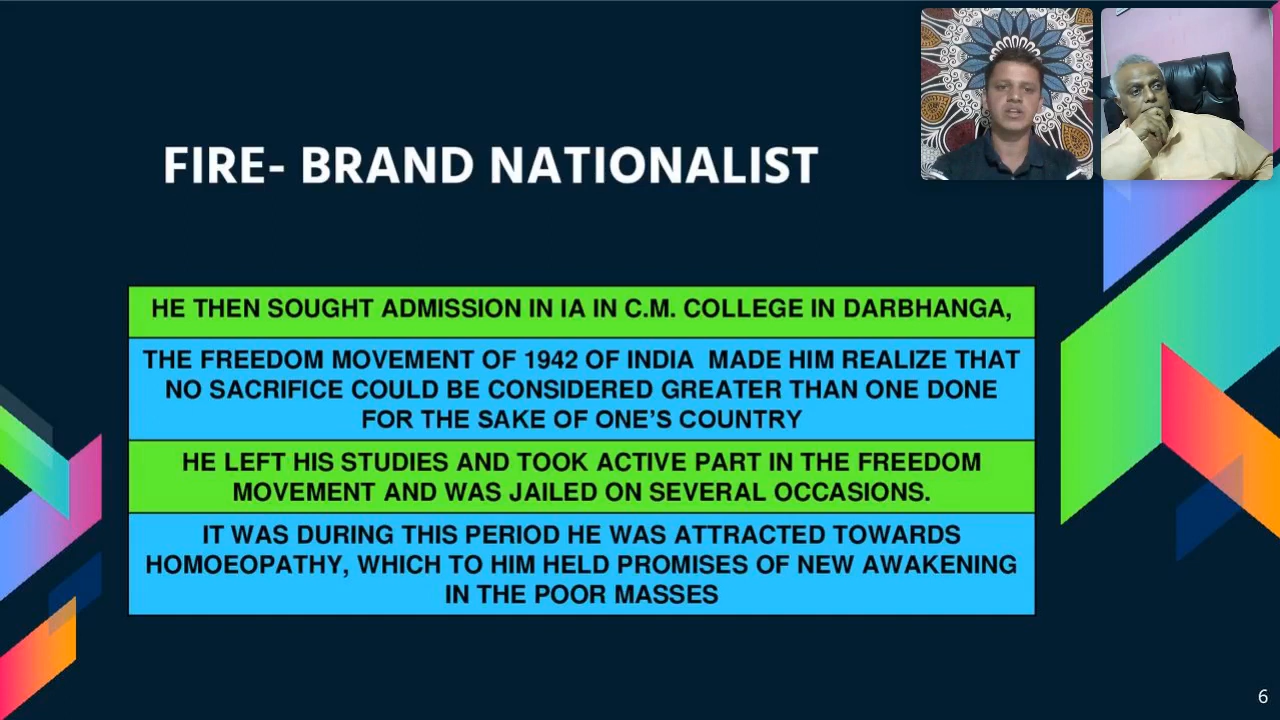 FIRE- BRAND NATIONALIST
HE THEN SOUGHT ADMISSION IN IA IN C.M. COLLEGE IN DARBHANGA,
THE FREEDOM MOVEMENT OF 1942 OF INDIA  MADE HIM REALIZE THAT
NO SACRIFICE COULD BE CONSIDERED GREATER THAN ONE DONE
FOR THE SAKE OF ONE’S COUNTRY
HE LEFT HIS STUDIES AND TOOK ACTIVE PART IN THE FREEDOM
MOVEMENT AND WAS JAILED ON SEVERAL OCCASIONS.
IT WAS DURING THIS PERIOD HE WAS ATTRACTED TOWARDS
HOMOEOPATHY, WHICH TO HIM HELD PROMISES OF NEW AWAKENING
IN THE POOR MASSES
6